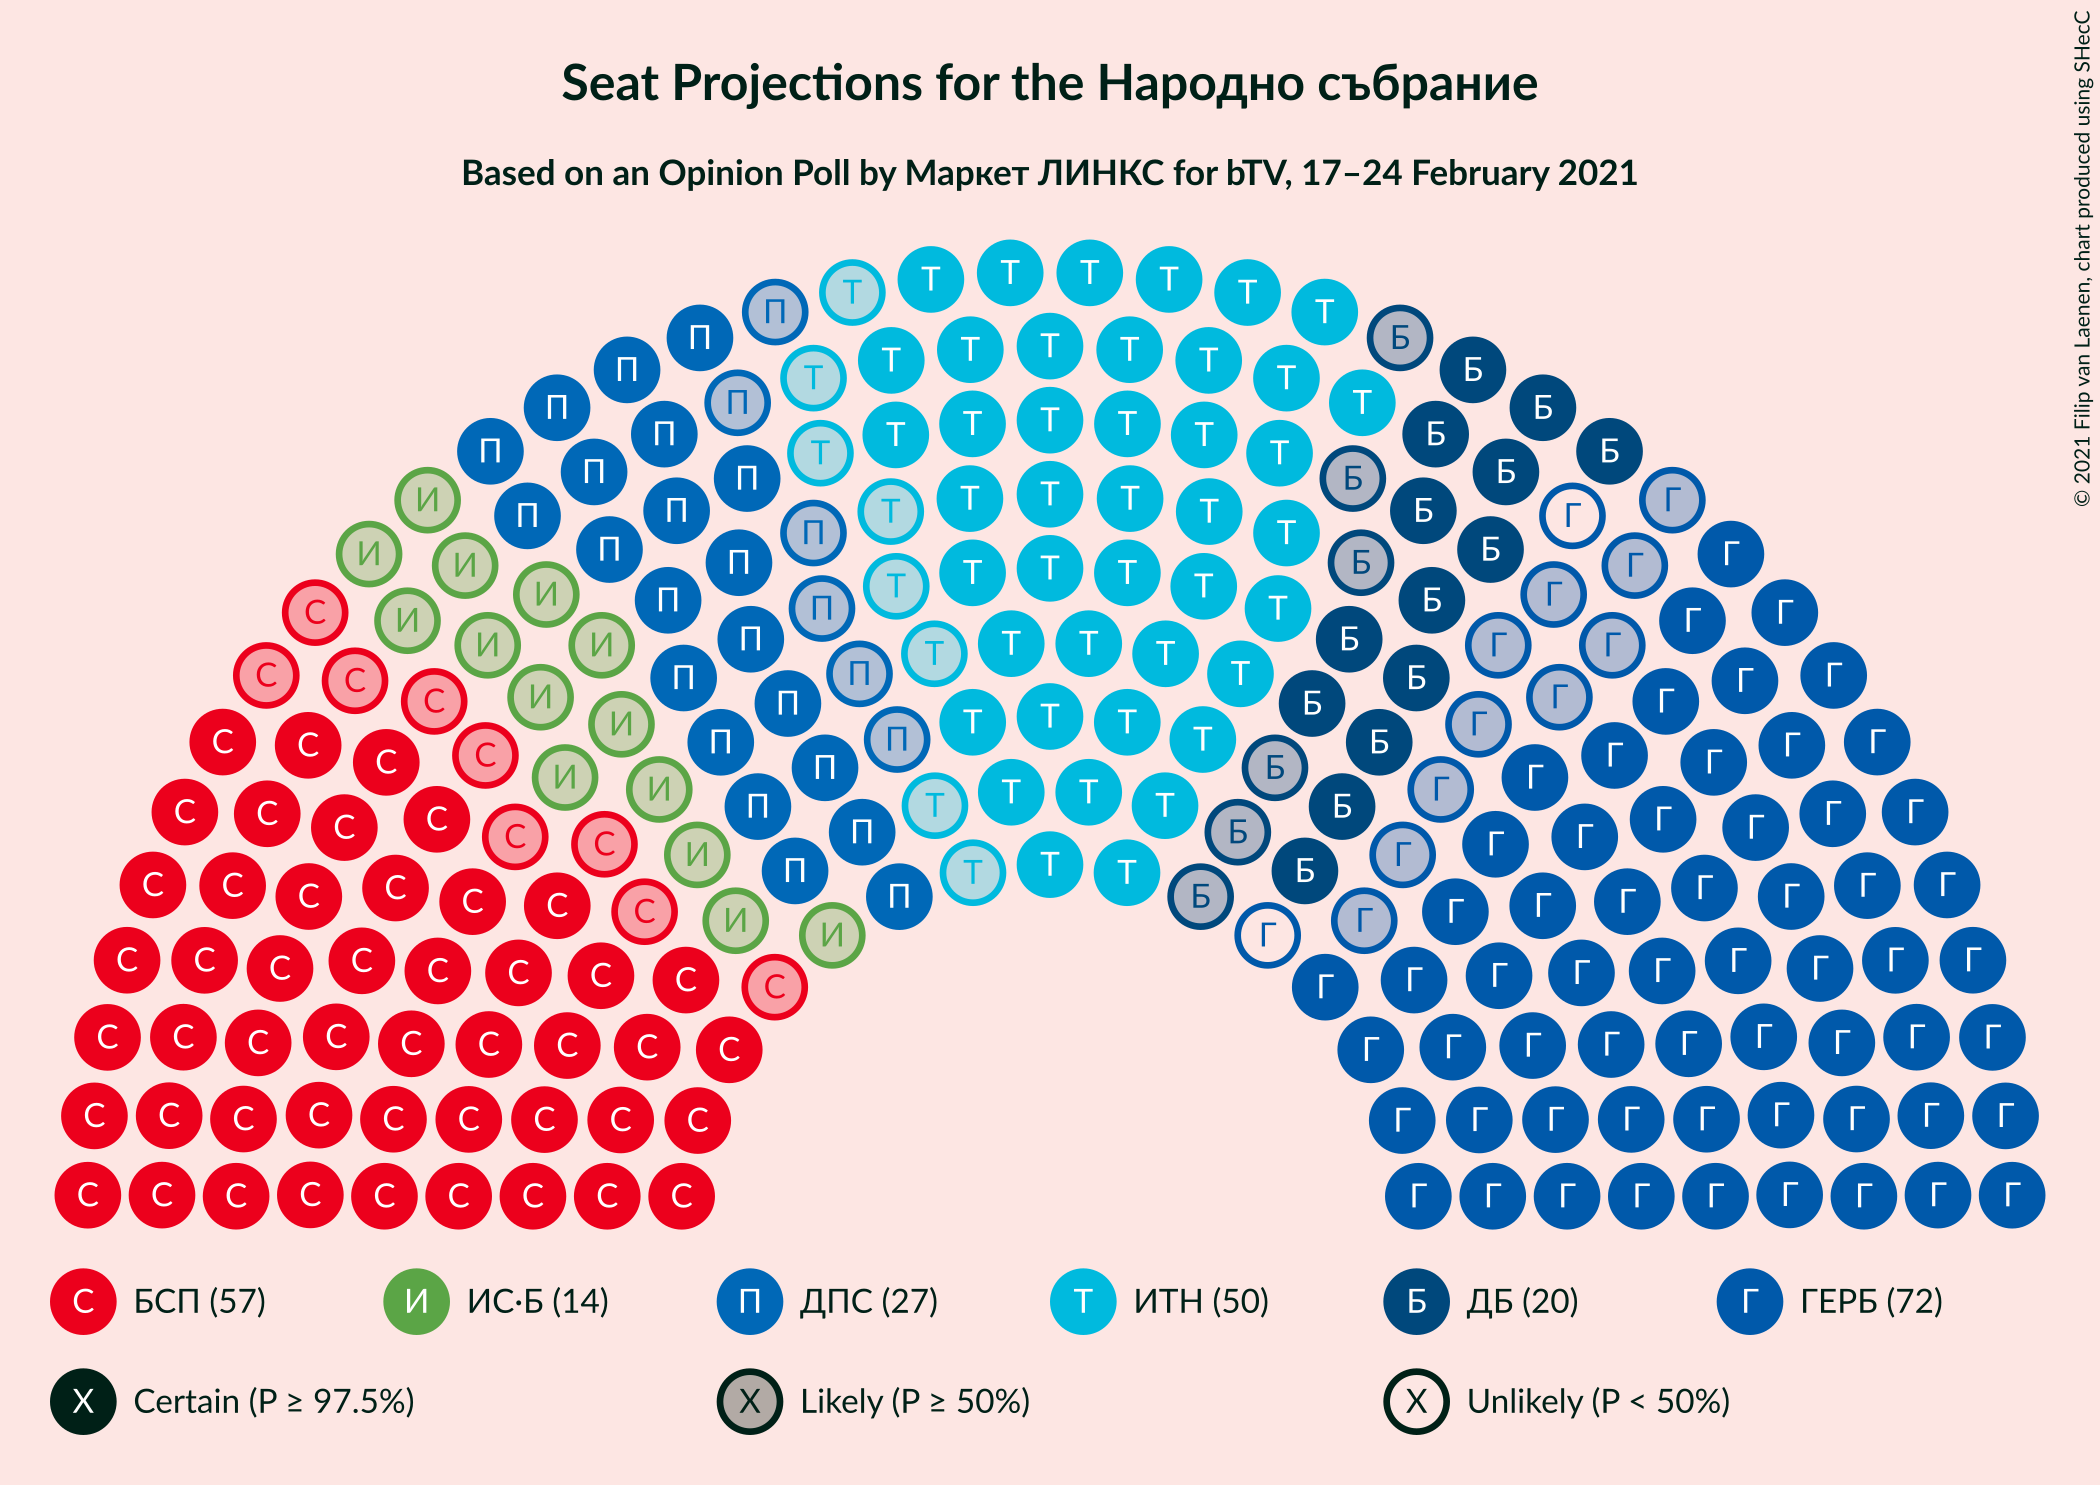 Seat Projections for the Народно събрание
Based on an Opinion Poll by Маркет ЛИНКС for bTV, 17–24 February 2021
© 2021 Filip van Laenen, chart produced using SHecC
С БСП (57) И ИС·Б (14) П ДПС (27) Т ИТН (50) Б ДБ (20) Г ГЕРБ (72)
X Certain (P ≥ 97.5%) X Likely (P ≥ 50%) X Unlikely (P < 50%)